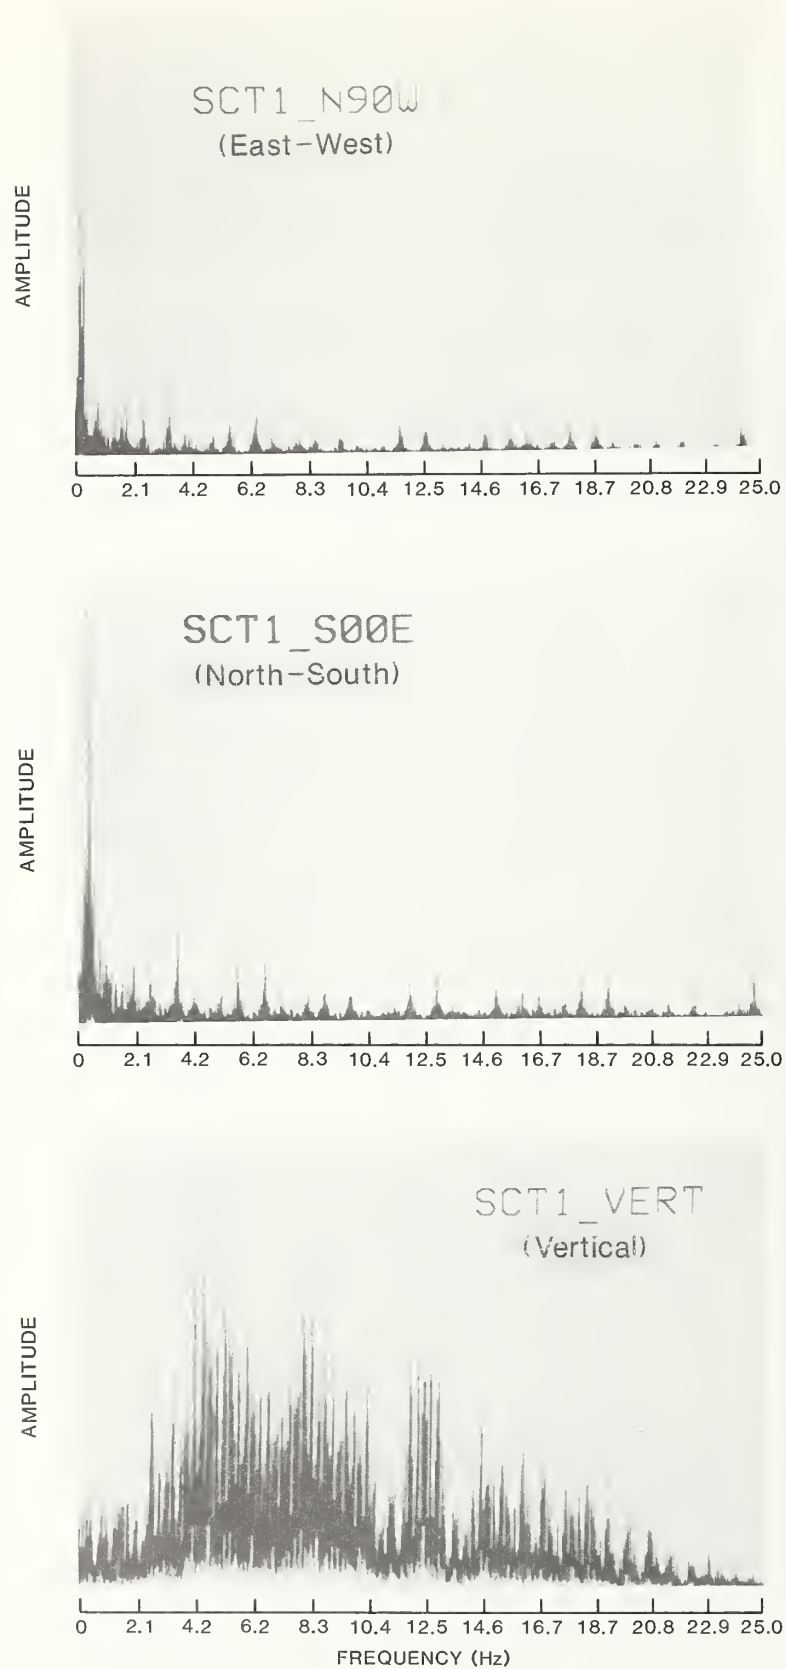 SCT1_N90W
(East-West)
AMPLITUDE
0 2.1 4.2 6.2 8.3 10.4 12.5 14.6 16.7 18.7 20.8 22.9 25.0
SCT1_S00E
(North-South)
AMPLITUDE
0 2.1 4.2 6.2 8.3 10.4 12.5 14.6 16.7 18.7 20.8 22.9 25.0
SCT1_VERT
(Vertical)
AMPLITUDE
0 2.1 4.2 6.2 8.3 10.4 12.5 14.6 16.7 18.7 20.8 22.9 25.0
FREQUENCY (Hz)